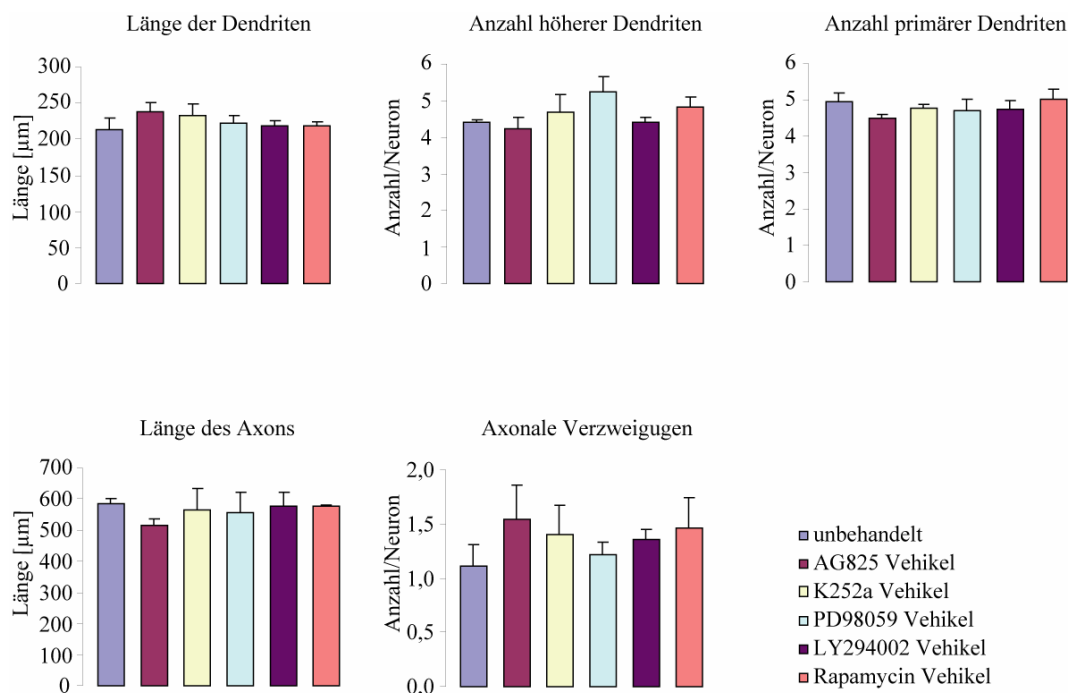 Länge der Dendriten
Länge [µm]
300
250
200
150
100
50
0
Anzahl höherer Dendriten
Anzahl/Neuron
6
5
4
3
2
1
0
Anzahl primärer Dendriten
Anzahl/Neuron
6
5
4
3
2
1
0
Länge des Axons
Länge [µm]
700
600
500
400
300
200
100
0
Axonale Verzweigugen
Anzahl/Neuron
2,0
1,5
1,0
0,5
0,0
unbehandelt
AG825 Vehikel
K252a Vehikel
PD98059 Vehikel
LY294002 Vehikel
Rapamycin Vehikel